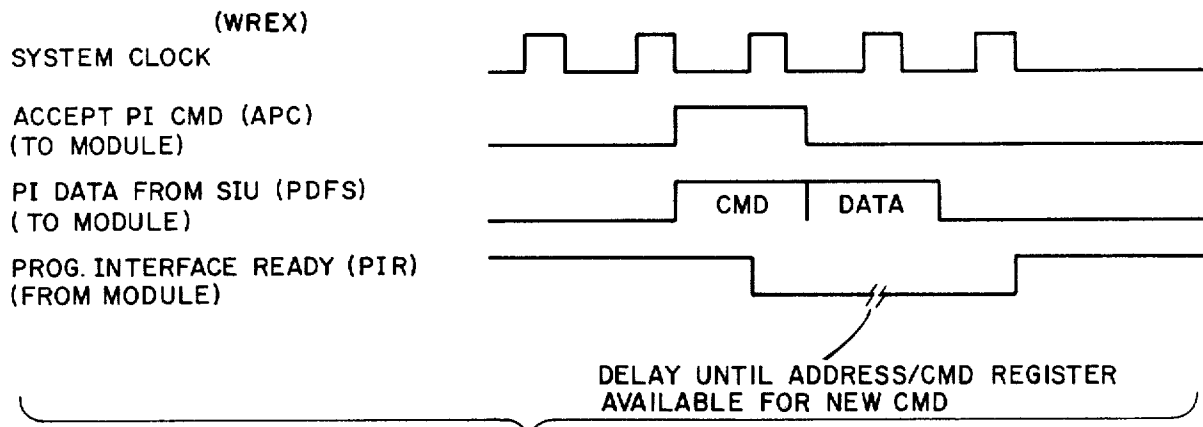 (WREX)
SYSTEM CLOCK
ACCEPT PI CMD (APC)
(TO MODULE)
PI DATA FROM SIU (PDFS)
(TO MODULE)
CMD DATA
PROG. INTERFACE READY (PIR)
(FROM MODULE)
DELAY UNTIL ADDRESS/CMD REGISTER
AVAILABLE FOR NEW CMD